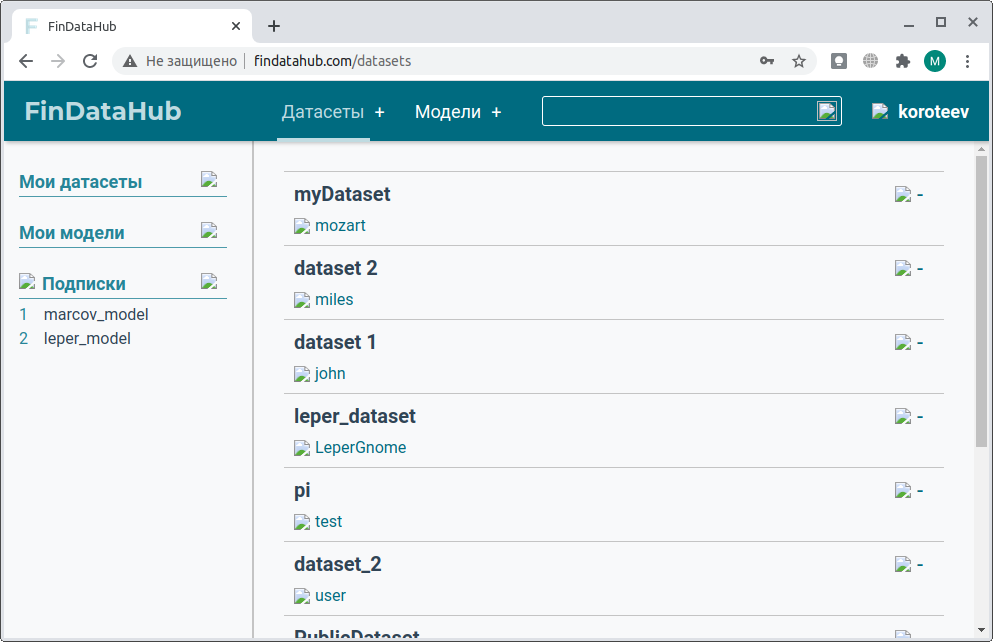 FinDataHub
Не защищено findatahub.com/datasets M
FinDataHub Датасеты + Модели + koroteev
Мои датасеты
Мои модели
Подписки
1 marcov_model
2 leper_model
myDataset -
mozart
dataset 2 -
miles
dataset 1 -
john
leper_dataset -
LeperGnome
pi -
test
dataset_2 -
user
PublicDataset